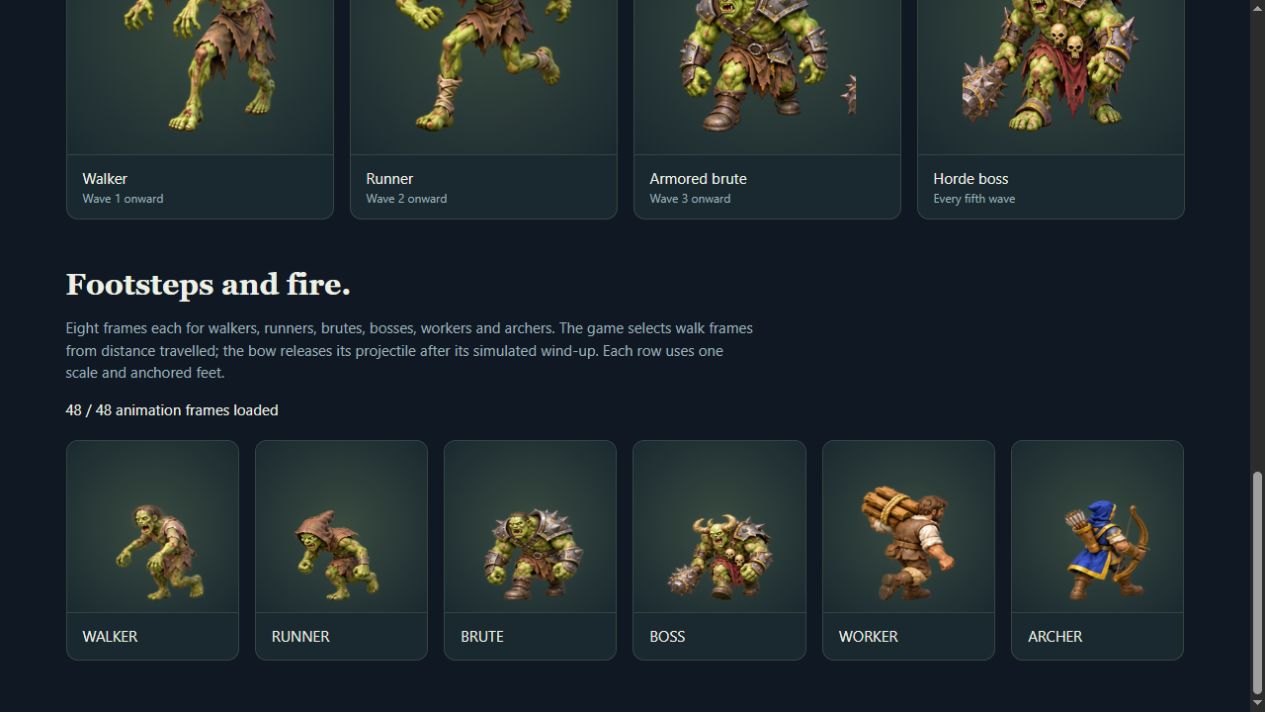 Walker
Wave 1 onward
Runner
Wave 2 onward
Armored brute
Wave 3 onward
Horde boss
Every fifth wave
Footsteps and fire.
Eight frames each for walkers, runners, brutes, bosses, workers and archers. The game selects walk frames
from distance travelled; the bow releases its projectile after its simulated wind-up. Each row uses one
scale and anchored feet.
48 / 48 animation frames loaded
WALKER
RUNNER
BRUTE
BOSS
WORKER
ARCHER